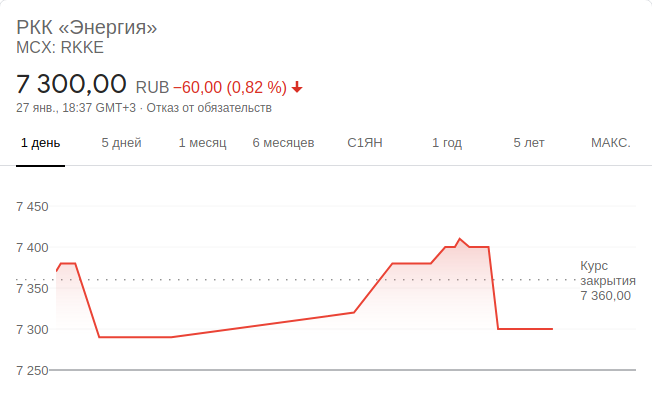 РКК «Энергия»
MCX: RKKE
7 300,00 RUB −60,00 (0,82 %)
27 янв., 18:37 GMT+3 · Отказ от обязательств
1 день 5 дней 1 месяц 6 месяцев С1ЯН 1 год 5 лет МАКС.
7 450
7 400
7 350
7 300
7 250
Курс
закрытия
7 360,00